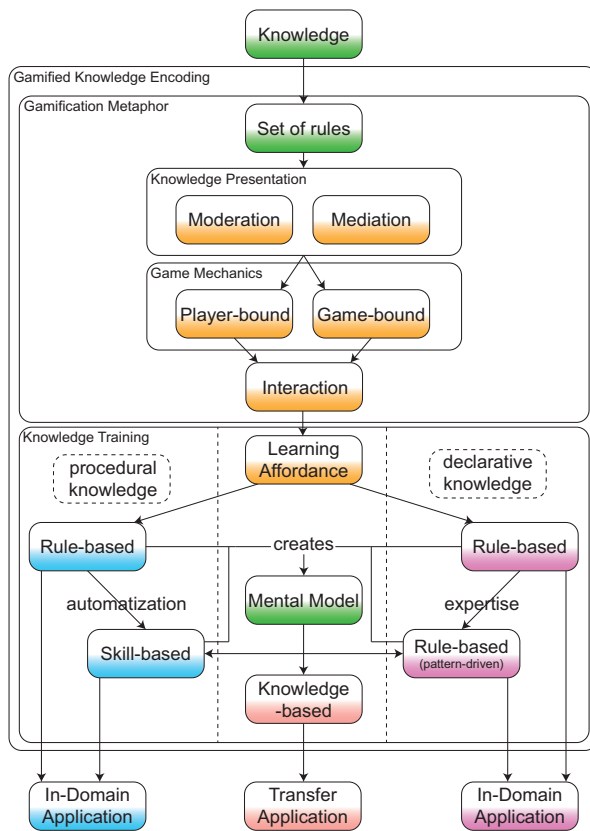 Knowledge
Gamified Knowledge Encoding
Gamification Metaphor
Set of rules
Knowledge Presentation
Moderation
Mediation
Game Mechanics
Player-bound
Game-bound
Interaction
Knowledge Training
Learning
Affordance
procedural
knowledge
declarative
knowledge
Rule-based
creates
Rule-based
automatization
Mental Model
expertise
Skill-based
Rule-based
(pattern-driven)
Knowledge
-based
In-Domain
Application
Transfer
Application
In-Domain
Application